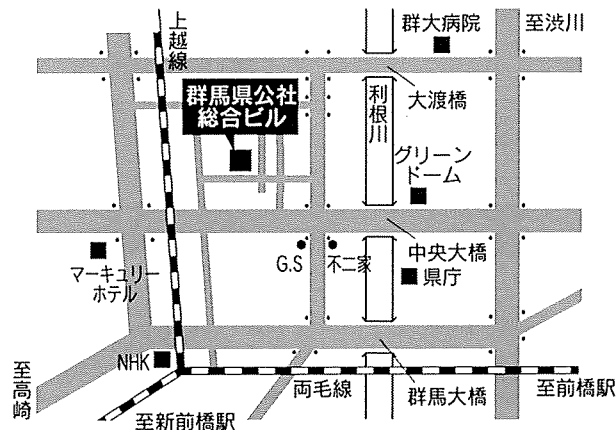 上越線
群大病院
至渋川
大渡橋
群馬県公社
総合ビル
利根川
グリーン
ドーム
中央大橋
G.S
不二家
県庁
マーキュリー
ホテル
NHK
至高崎
両毛線
群馬大橋
至前橋駅
至新前橋駅